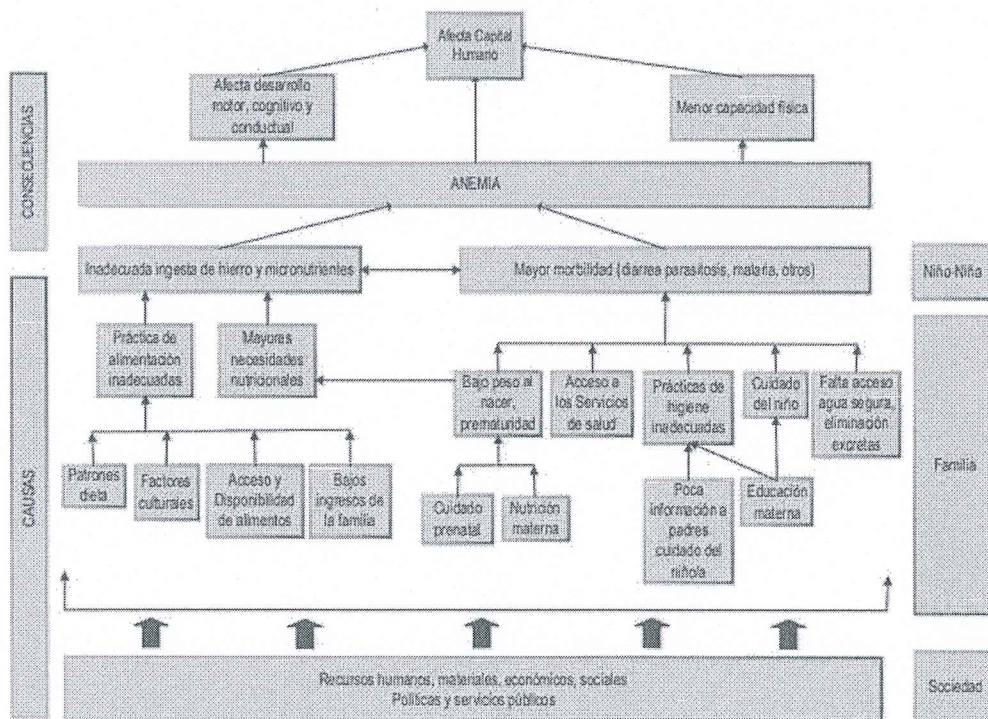 Afecta Capital
Humano
CONSECUENCIAS
Afecta desarrollo
motor, cognitivo y
conductual
Menor capacidad física
ANEMIA
Inadecuada ingesta de hierro y micronutrientes
Mayor morbilidad (diarrea parasitosis, malaria, otros)
Niño-Niña
CAUSAS
Práctica de
alimentación
inadecuadas
Mayores
necesidades
nutricionales
Bajo peso al
nacer,
prematuridad
Acceso a
los Servicios
de salud
Prácticas de
higiene
inadecuadas
Cuidado
del niño
Falta acceso
agua segura,
eliminación
excretas
Familia
Patrones
dieta
Factores
culturales
Acceso y
Disponibilidad
de alimentos
Bajos
ingresos de
la familia
Cuidado
prenatal
Nutrición
materna
Poca
información a
padres
cuidado del
niño/a
Educación
materna
Recursos humanos, materiales, económicos, sociales
Políticas y servicios públicos
Sociedad